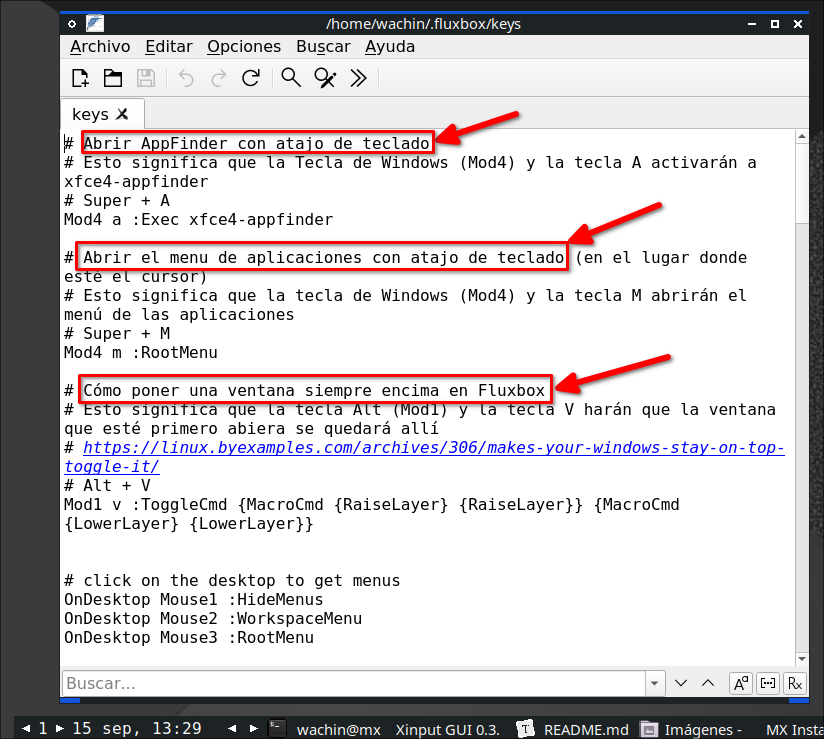 /home/wachin/.fluxbox/keys
Archivo Editar Opciones Buscar Ayuda
keys
# Abrir AppFinder con atajo de teclado
# Esto significa que la Tecla de Windows (Mod4) y la tecla A activarán a
xfce4-appfinder
# Super + A
Mod4 a :Exec xfce4-appfinder
# Abrir el menu de aplicaciones con atajo de teclado (en el lugar donde
esté el cursor)
# Esto significa que la tecla de Windows (Mod4) y la tecla M abrirán el
menú de las aplicaciones
# Super + M
Mod4 m :RootMenu
# Cómo poner una ventana siempre encima en Fluxbox
# Esto significa que la tecla Alt (Mod1) y la tecla V harán que la ventana
que esté primero abiera se quedará allí
# https://linux.byexamples.com/archives/306/makes-your-windows-stay-on-top-
toggle-it/
# Alt + V
Mod1 v :ToggleCmd {MacroCmd {RaiseLayer} {RaiseLayer}} {MacroCmd
{LowerLayer} {LowerLayer}}
# click on the desktop to get menus
OnDesktop Mouse1 :HideMenus
OnDesktop Mouse2 :WorkspaceMenu
OnDesktop Mouse3 :RootMenu
Buscar... Aª Rx
1 15 sep, 13:29 wachin@mx Xinput GUI 0.3. T README.md Imágenes - MX Insta